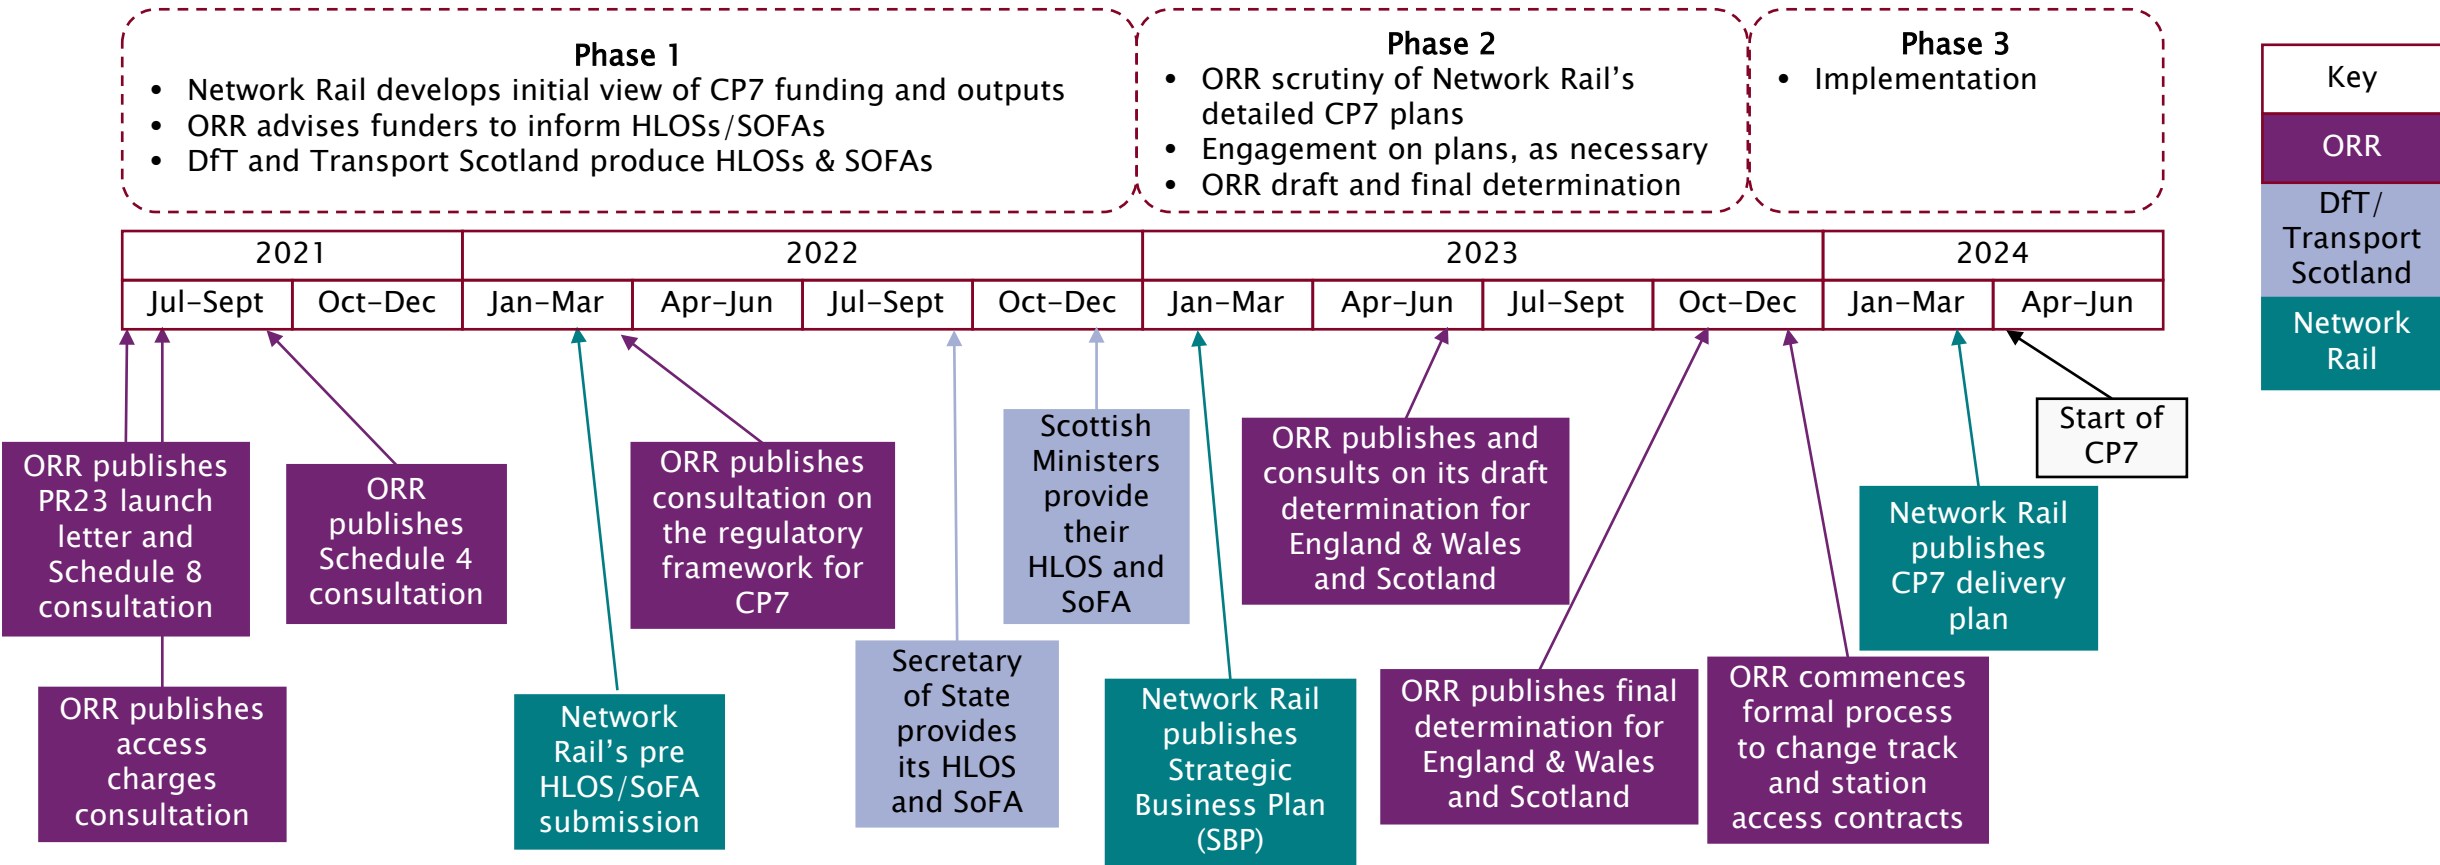 Phase 1
• Network Rail develops initial view of CP7 funding and outputs
• ORR advises funders to inform HLOSs/SOFAs
• DfT and Transport Scotland produce HLOSs & SOFAs
Phase 2
• ORR scrutiny of Network Rail’s
detailed CP7 plans
• Engagement on plans, as necessary
• ORR draft and final determination
Phase 3
• Implementation
Key
ORR
DfT/
Transport
Scotland
Network
Rail
2021
2022
2023
2024
Jul-Sept
Oct-Dec
Jan-Mar
Apr-Jun
Jul-Sept
Oct-Dec
Jan-Mar
Apr-Jun
Jul-Sept
Oct-Dec
Jan-Mar
Apr-Jun
ORR publishes
PR23 launch
letter and
Schedule 8
consultation
ORR publishes
access
charges
consultation
ORR
publishes
Schedule 4
consultation
Network
Rail’s pre
HLOS/SoFA
submission
ORR publishes
consultation on
the regulatory
framework for
CP7
Secretary
of State
provides
its HLOS
and SoFA
Scottish
Ministers
provide
their
HLOS and
SoFA
Network Rail
publishes
Strategic
Business Plan
(SBP)
ORR publishes and
consults on its draft
determination for
England & Wales
and Scotland
ORR publishes final
determination for
England & Wales
and Scotland
ORR commences
formal process
to change track
and station
access contracts
Network Rail
publishes
CP7 delivery
plan
Start of
CP7